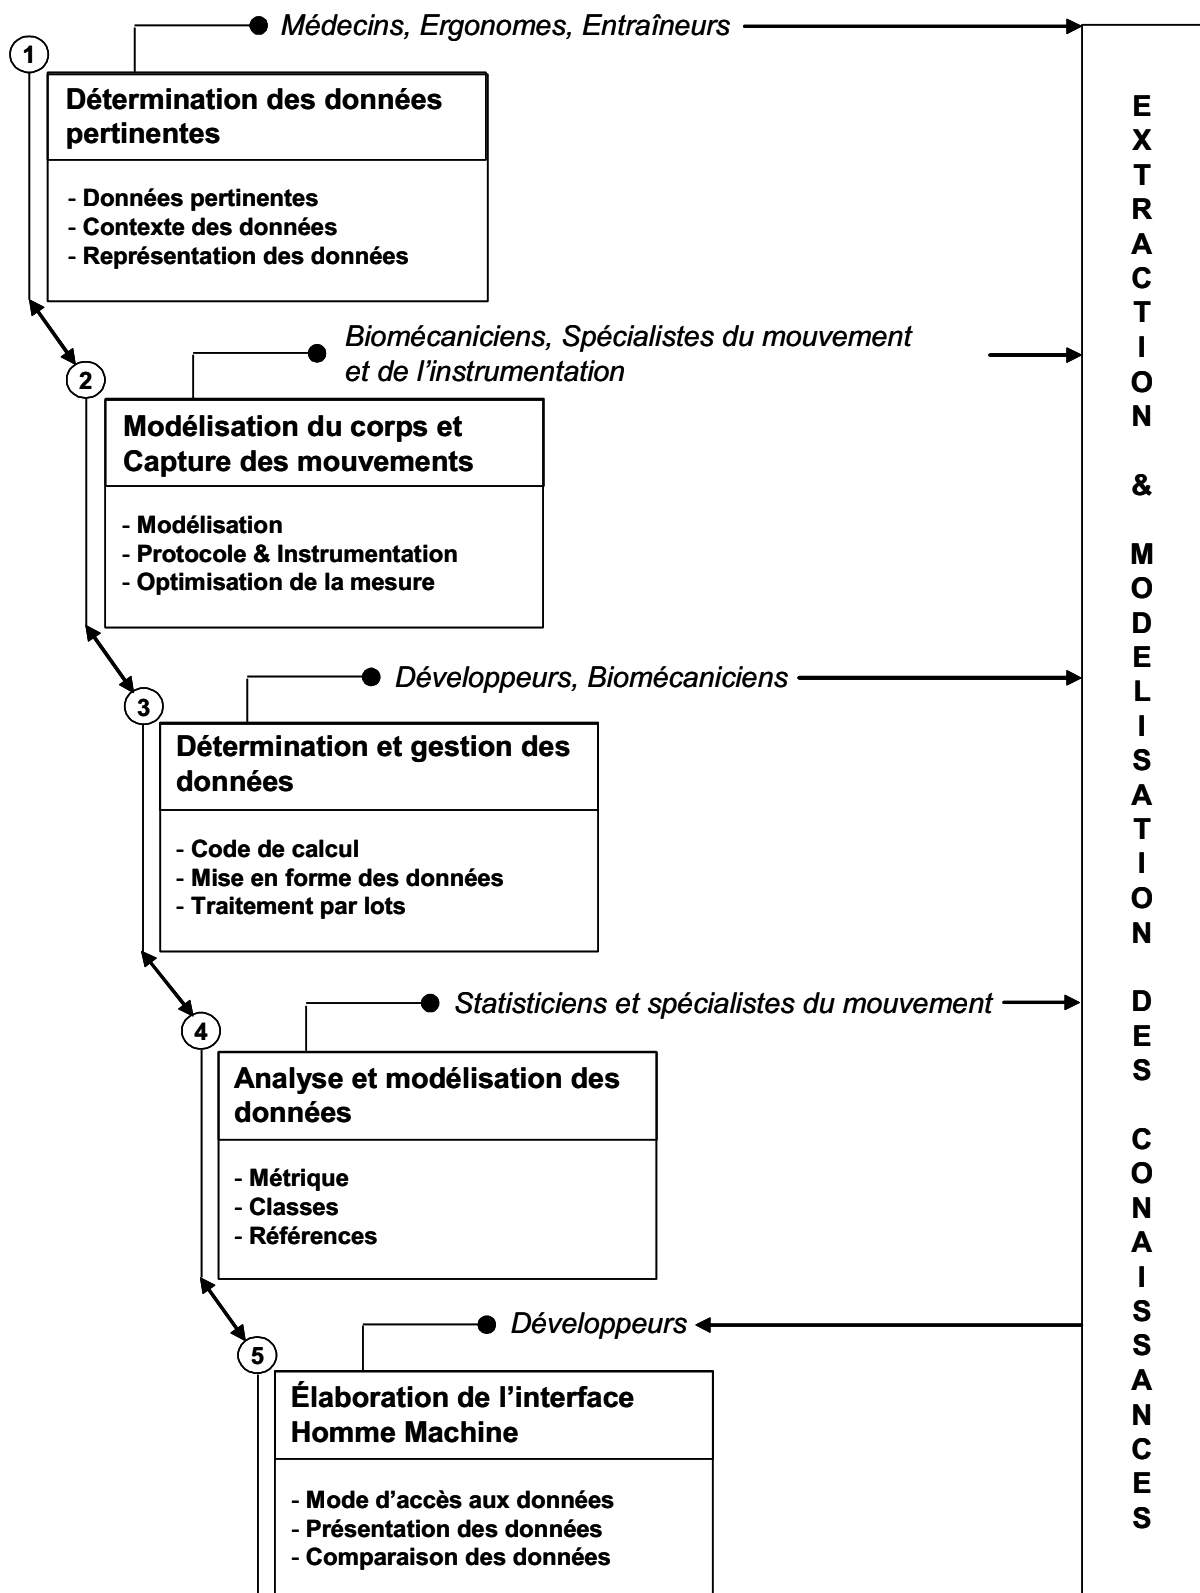 Médecins, Ergonomes, Entraîneurs
1
Détermination des données
pertinentes
- Données pertinentes
- Contexte des données
- Représentation des données
Biomécaniciens, Spécialistes du mouvement
et de l'instrumentation
2
Modélisation du corps et
Capture des mouvements
- Modélisation
- Protocole & Instrumentation
- Optimisation de la mesure
Développeurs, Biomécaniciens
3
Détermination et gestion des
données
- Code de calcul
- Mise en forme des données
- Traitement par lots
Statisticiens et spécialistes du mouvement
4
Analyse et modélisation des
données
- Métrique
- Classes
- Références
Développeurs
5
Élaboration de l'interface
Homme Machine
- Mode d'accès aux données
- Présentation des données
- Comparaison des données
EXTRACTION & MODELISATION DES CONAISSANCES